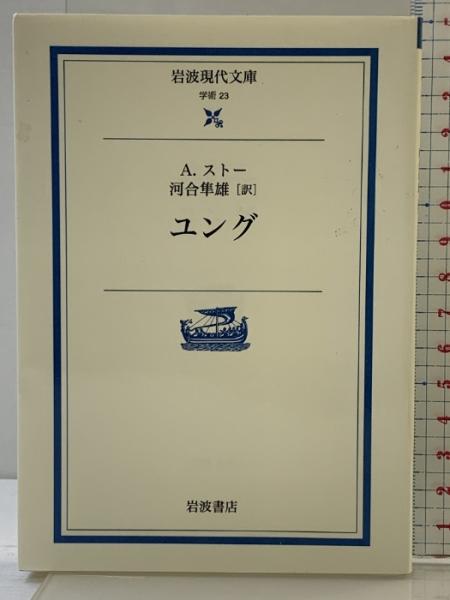 岩波現代文庫
学術 23
A. ストー
河合隼雄［訳］
ユング
岩波書店